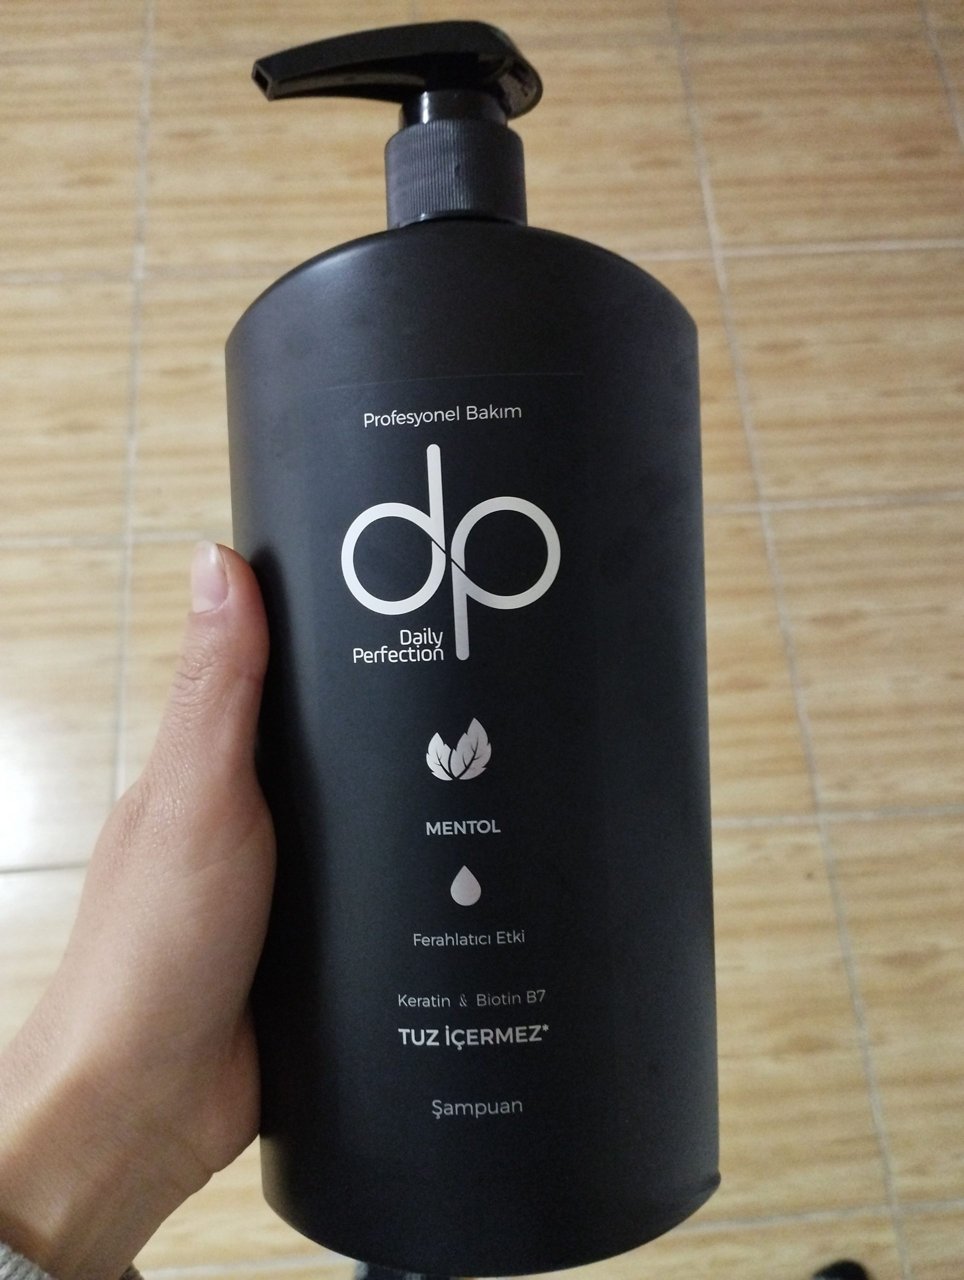 Profesyonel Bakım
dp
Daily
Perfection
MENTOL
Ferahlatıcı Etki
Keratin & Biotin B7
TUZ İÇERMEZ*
Şampuan